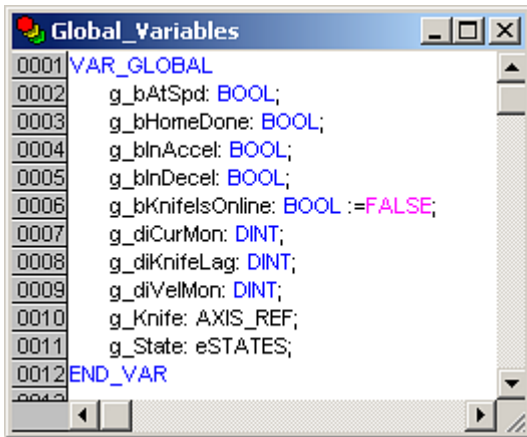 Global_Variables
0001 VAR_GLOBAL
0002 g_bAtSpd: BOOL;
0003 g_bHomeDone: BOOL;
0004 g_bInAccel: BOOL;
0005 g_bInDecel: BOOL;
0006 g_bKnifeIsOnline: BOOL :=FALSE;
0007 g_diCurMon: DINT;
0008 g_diKnifeLag: DINT;
0009 g_diVelMon: DINT;
0010 g_Knife: AXIS_REF;
0011 g_State: eSTATES;
0012 END_VAR